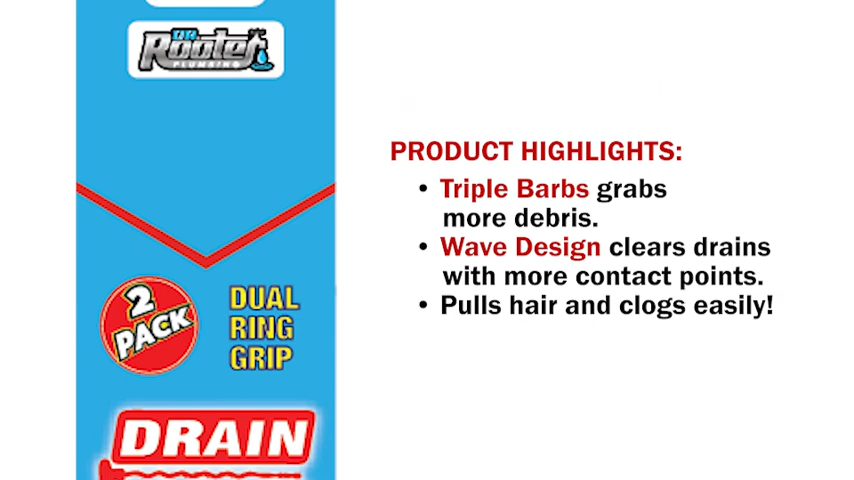 DR.
Rooter
PLUMBING
2
PACK
DUAL
RING
GRIP
DRAIN
PRODUCT HIGHLIGHTS:
• Triple Barbs grabs
more debris.
• Wave Design clears drains
with more contact points.
• Pulls hair and clogs easily!